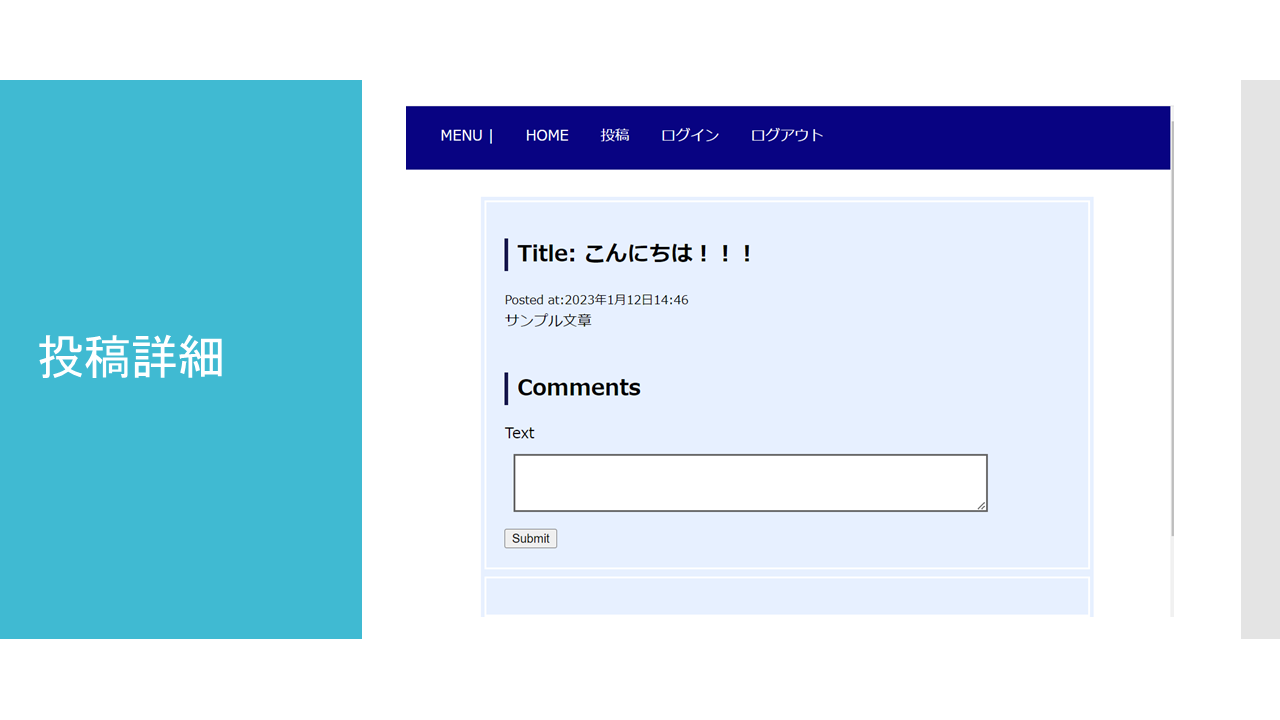 投稿詳細
MENU | HOME 投稿 ログイン ログアウト
Title: こんにちは！！！
Posted at:2023年1月12日14:46
サンプル文章
Comments
Text
Submit